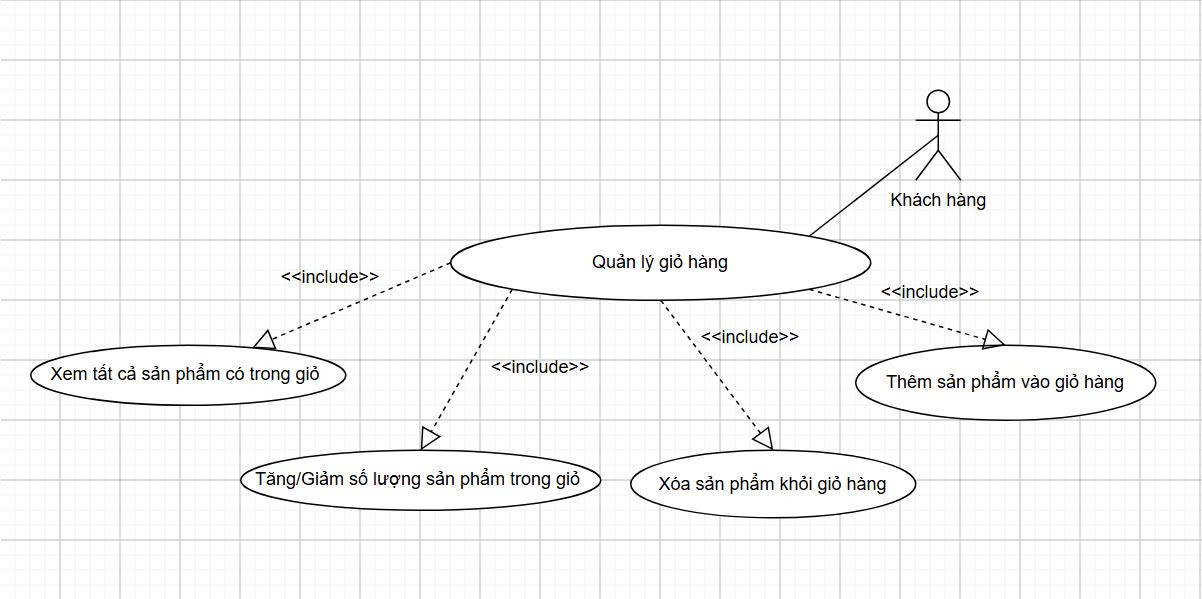 Khách hàng
Quản lý giỏ hàng
<<include>>
<<include>>
<<include>>
<<include>>
Xem tất cả sản phẩm có trong giỏ
Thêm sản phẩm vào giỏ hàng
Tăng/Giảm số lượng sản phẩm trong giỏ
Xóa sản phẩm khỏi giỏ hàng